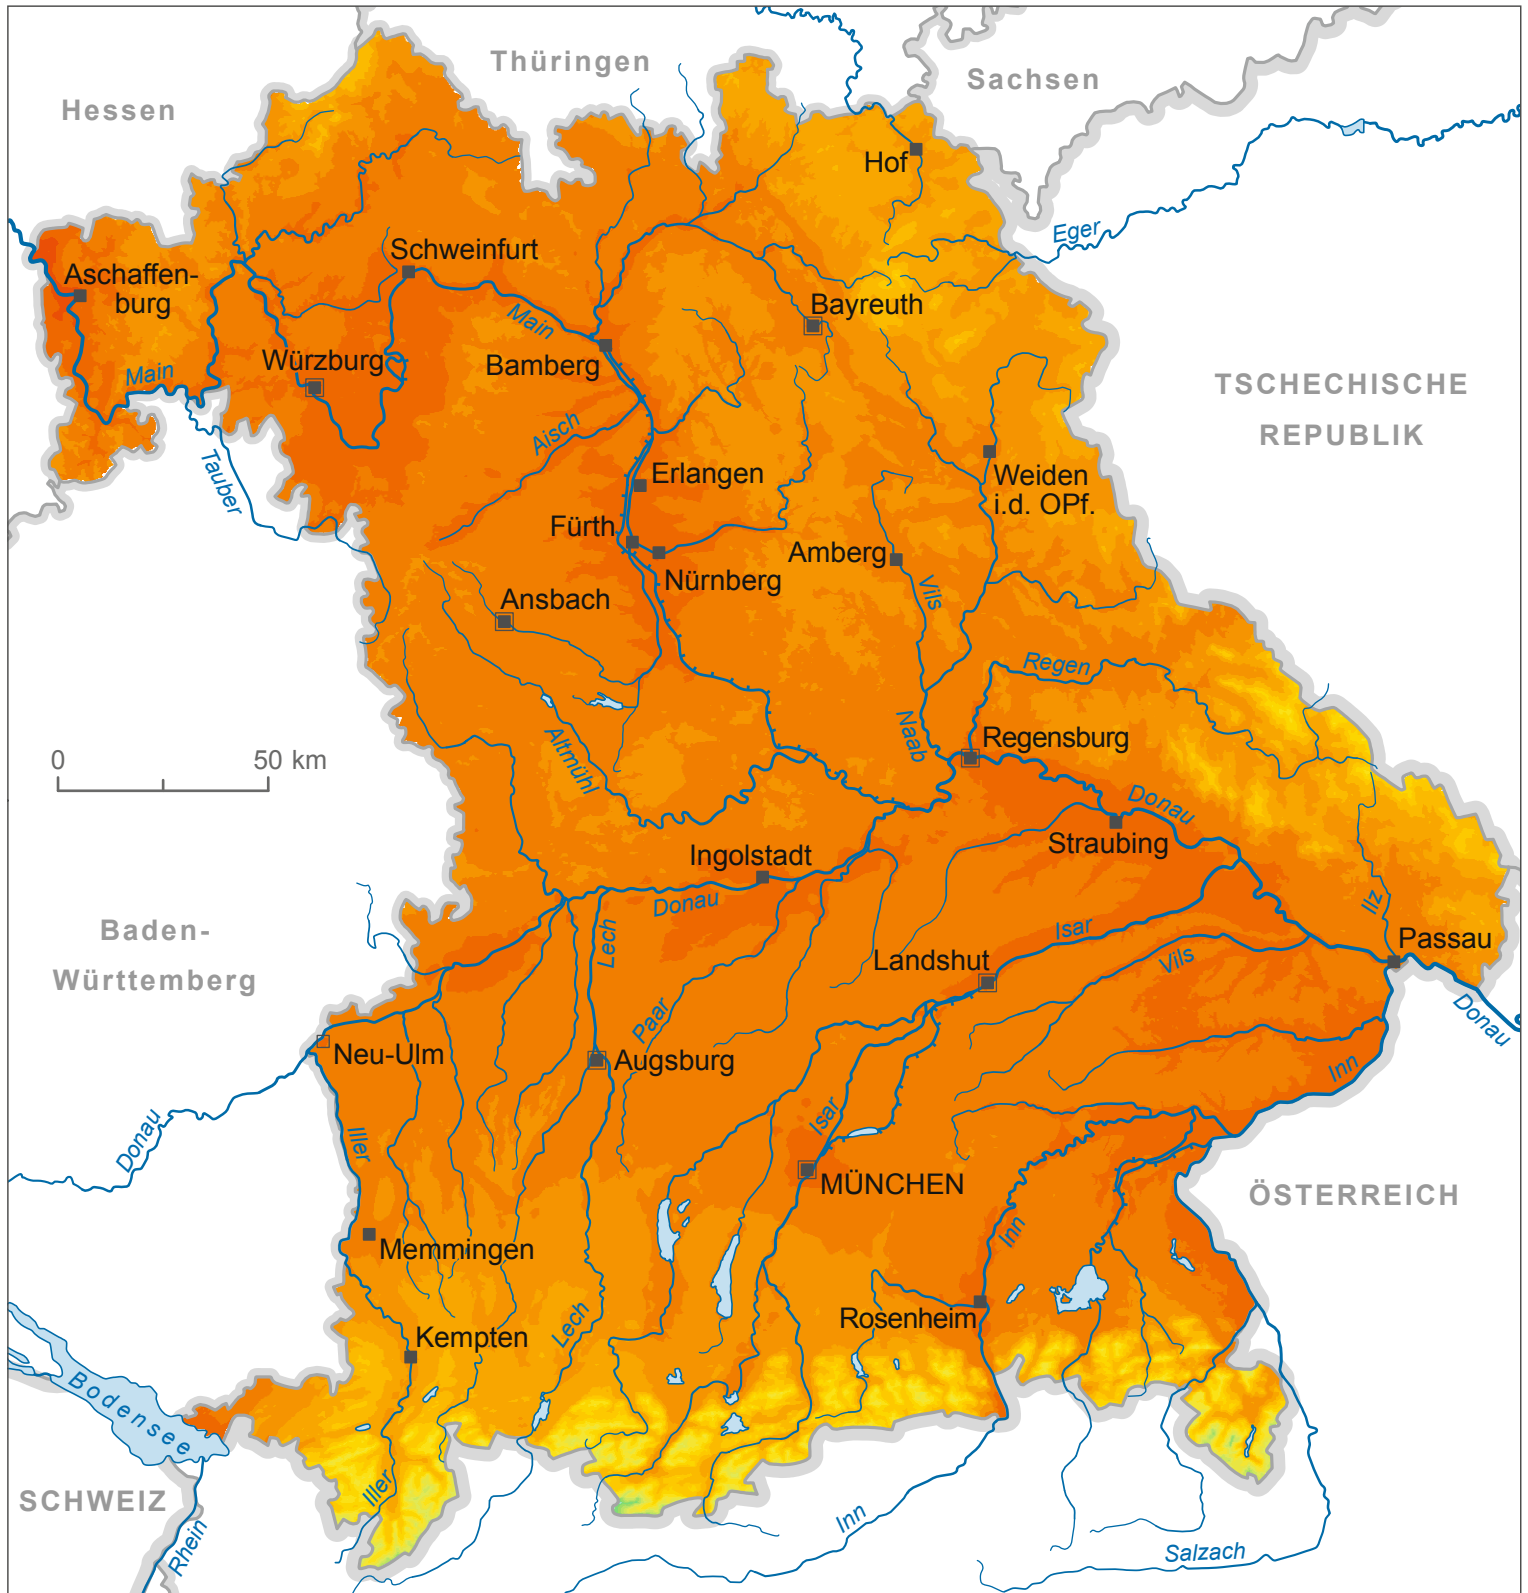 Thüringen
Sachsen
Hessen
Hof
Eger
Schweinfurt
Aschaffen-
burg
Main
Bayreuth
Würzburg
Bamberg
Main
TSCHECHISCHE
REPUBLIK
Aisch
Tauber
Erlangen
Weiden
i.d. OPf.
Fürth
Amberg
Nürnberg
Vils
Ansbach
Regen
Naab
Regensburg
Altmühl
0
50 km
Donau
Straubing
Ingolstadt
Donau
Ilz
Baden-
Württemberg
Lech
Isar
Passau
Landshut
Vils
Donau
Paar
Neu-Ulm
Augsburg
Inn
Donau
Iller
Isar
MÜNCHEN
ÖSTERREICH
Inn
Memmingen
Rosenheim
Kempten
Lech
Bodensee
Iller
SCHWEIZ
Rhein
Inn
Salzach